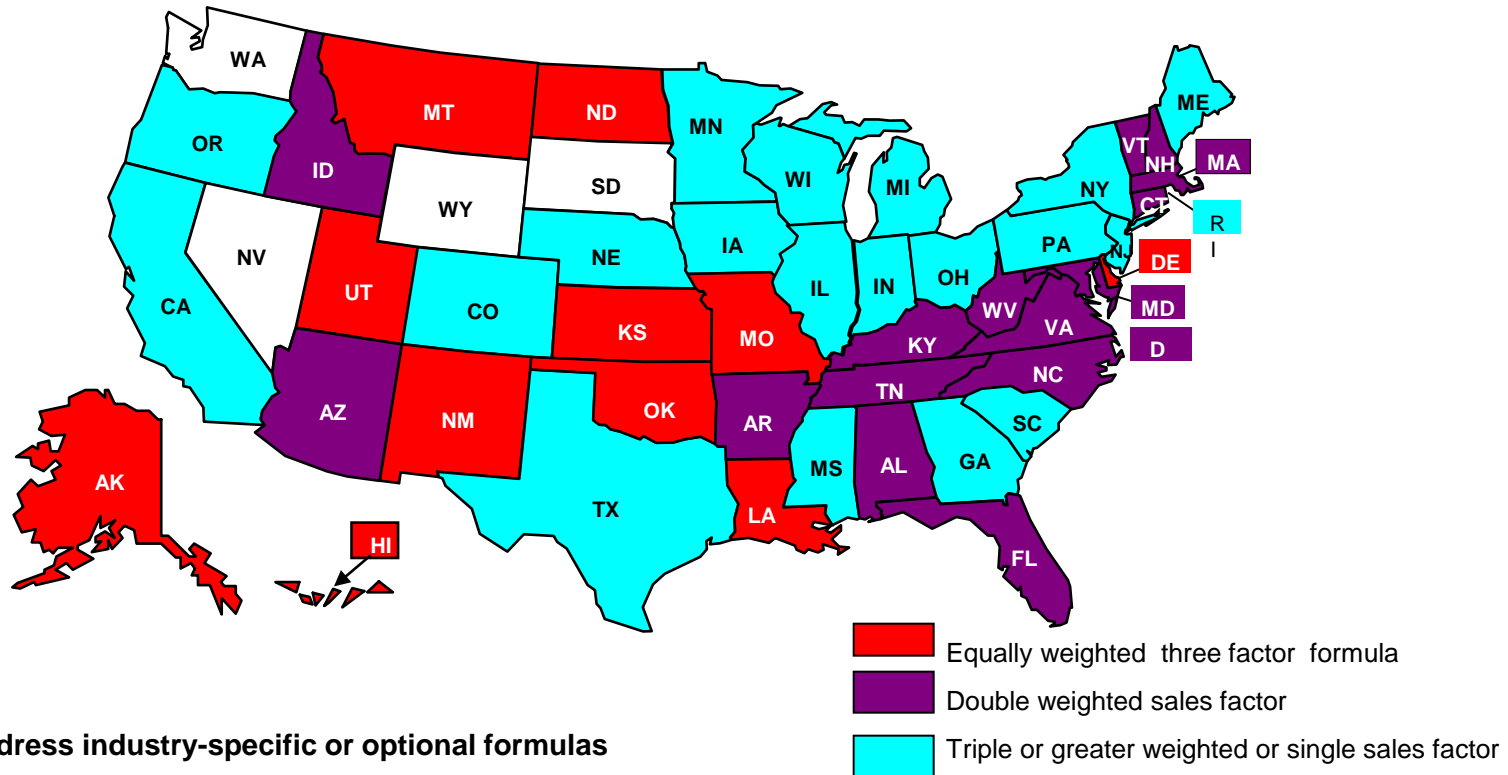 WA
MT
ND
MN
ME
OR
ID
VT
NH
MA
SD
WI
MI
NY
WY
CT
R
I
IA
NE
PA
NJ
NV
OH
DE
IL
IN
UT
CO
CA
WV
MD
KS
MO
VA
KY
D
NC
TN
AZ
NM
OK
AR
SC
GA
MS
AL
AK
TX
LA
HI
FL
Equally weighted three factor formula
Double weighted sales factor
dress industry-specific or optional formulas
Triple or greater weighted or single sales factor